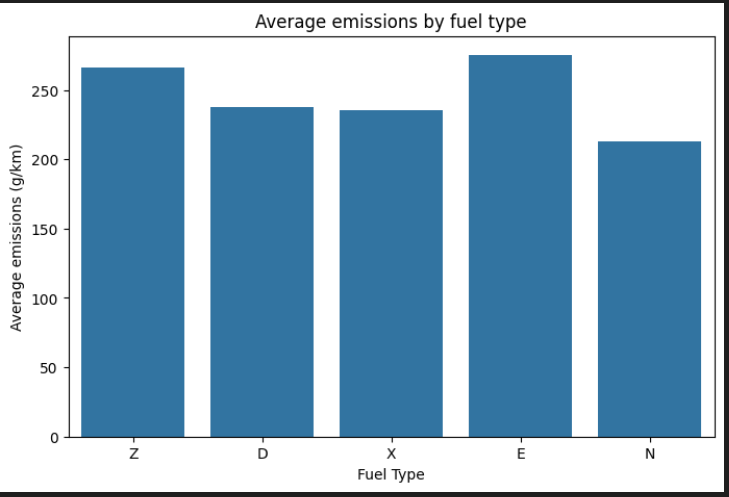 Average emissions by fuel type
Average emissions (g/km)
250
200
150
100
50
0
Z D X E N
Fuel Type